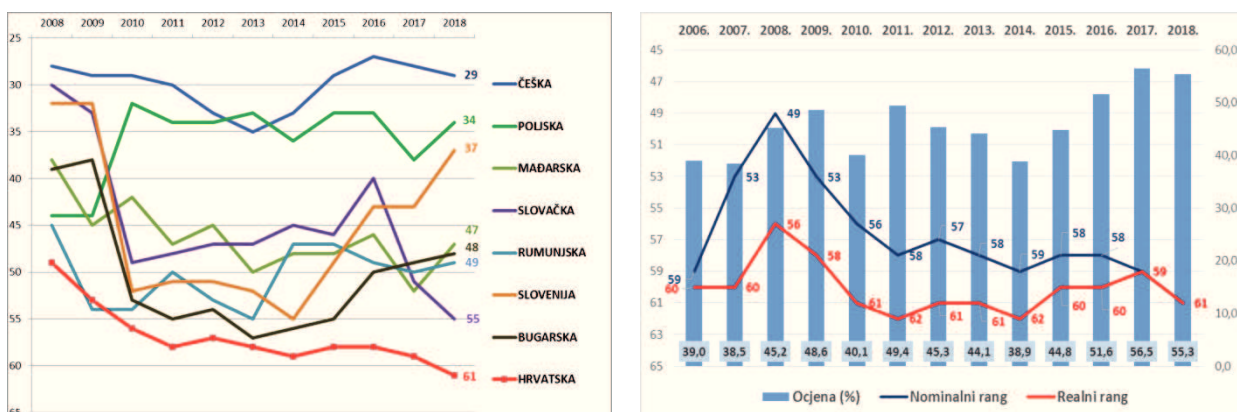 2008 2009 2010 2011 2012 2013 2014 2015 2016 2017 2018
25
30
35
40
45
50
55
60
65
29
34
37
47
48
49
55
61
ČEŠKA
POLJSKA
MAĐARSKA
SLOVAČKA
RUMUNJSKA
SLOVENIJA
BUGARSKA
HRVATSKA
2006. 2007. 2008. 2009. 2010. 2011. 2012. 2013. 2014. 2015. 2016. 2017. 2018.
45
47
49
51
53
55
57
59
61
63
65
60,0
50,0
40,0
30,0
20,0
10,0
0,0
59 53 49 53 56 58 57 58 59 58 58
60 60 56 58 61 62 61 61 62 60 60 59 61
39,0 38,5 45,2 48,6 40,1 49,4 45,3 44,1 38,9 44,8 51,6 56,5 55,3
Ocjena (%) Nominalni rang Realni rang